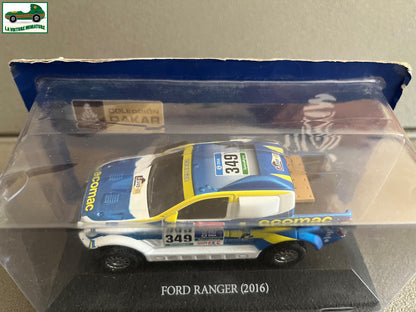 LA VOITURE MINIATURE
COLECCIÓN
DAKAR
349
ecomac
ecomac
349
FORD RANGER (2016)